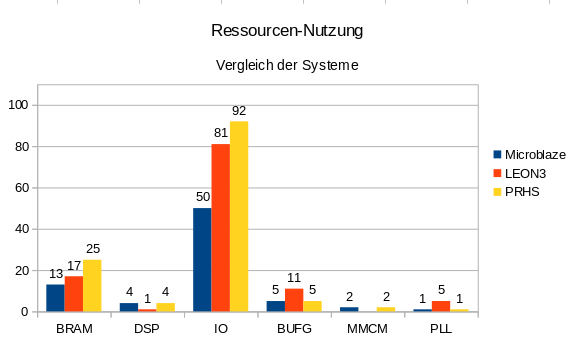 Ressourcen-Nutzung
Vergleich der Systeme
100
80
60
40
20
0
13 17 25
4 1 4
50 81 92
5 11 5
2 2
1 5 1
BRAM DSP IO BUFG MMCM PLL
Microblaze
LEON3
PRHS